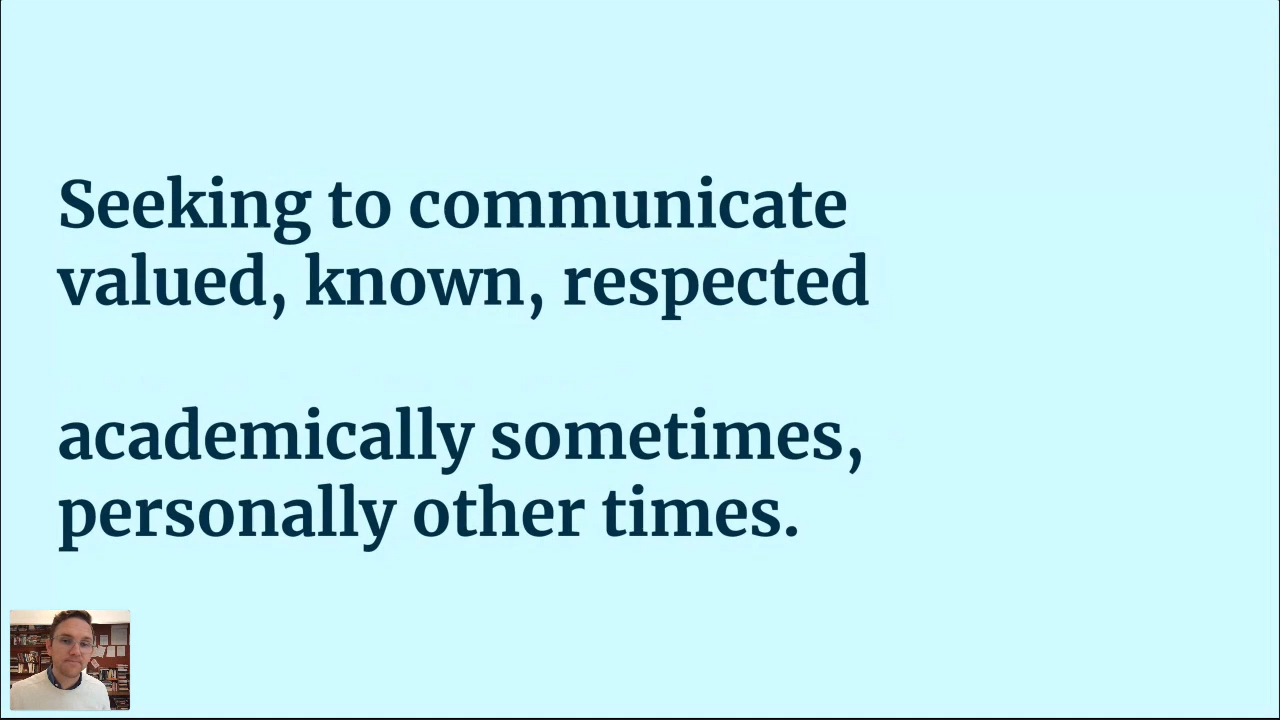 Seeking to communicate
valued, known, respected
academically sometimes,
personally other times.